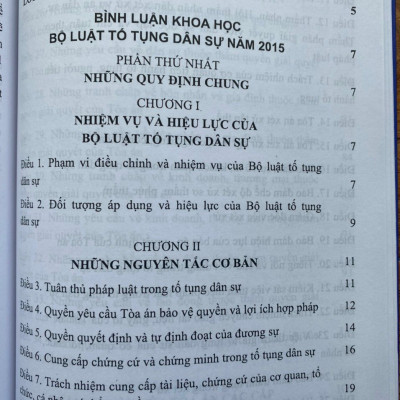 5
BÌNH LUẬN KHOA HỌC
BỘ LUẬT TỐ TỤNG DÂN SỰ NĂM 2015 7
PHẦN THỨ NHẤT
NHỮNG QUY ĐỊNH CHUNG 7
CHƯƠNG I
NHIỆM VỤ VÀ HIỆU LỰC CỦA
BỘ LUẬT TỐ TỤNG DÂN SỰ 7
Điều 1. Phạm vi điều chỉnh và nhiệm vụ của Bộ luật tố tụng
dân sự 7
Điều 2. Đối tượng áp dụng và hiệu lực của Bộ luật tố tụng
dân sự 9
CHƯƠNG II
NHỮNG NGUYÊN TẮC CƠ BẢN 11
Điều 3. Tuân thủ pháp luật trong tố tụng dân sự 11
Điều 4. Quyền yêu cầu Tòa án bảo vệ quyền và lợi ích hợp pháp 12
Điều 5. Quyền quyết định và tự định đoạt của đương sự 14
Điều 6. Cung cấp chứng cứ và chứng minh trong tố tụng dân sự 16
Điều 7. Trách nhiệm cung cấp tài liệu, chứng cứ của cơ quan, tổ
chức, cá nhân 19